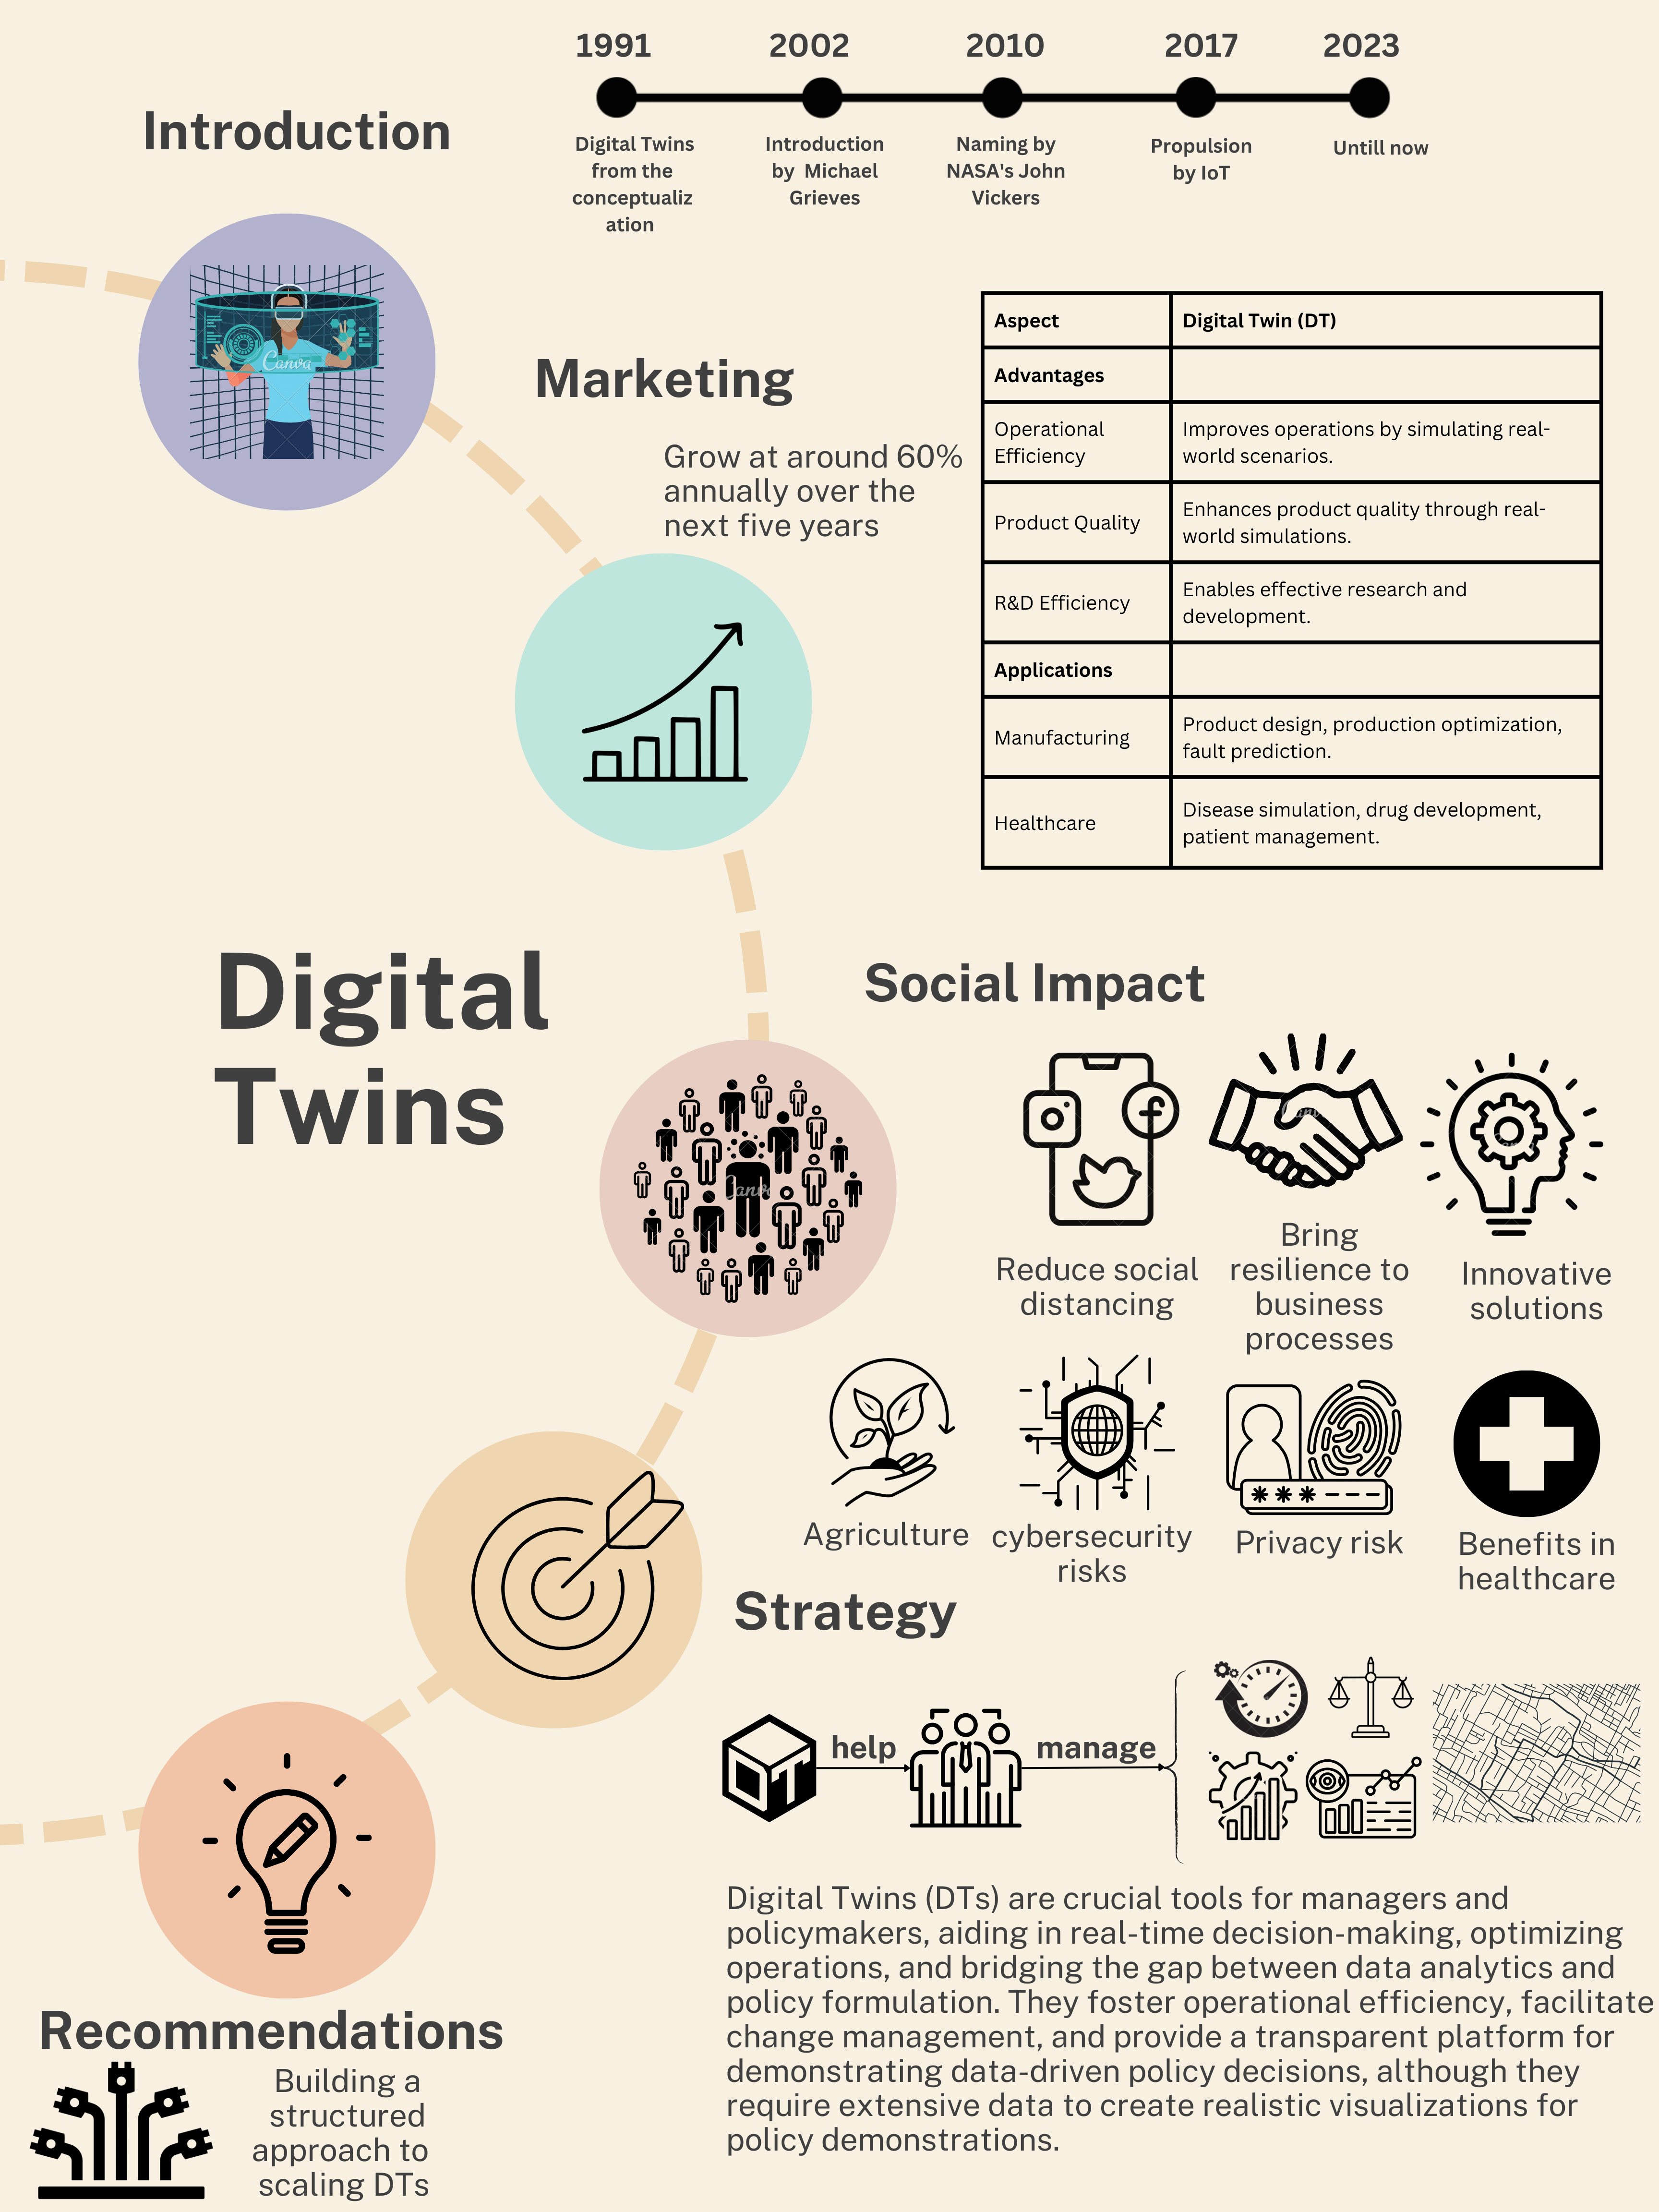 1991
2002
2010
2017
2023
Digital Twins
from the
conceptualiz
ation
Introduction
by Michael
Grieves
Naming by
NASA's John
Vickers
Propulsion
by IoT
Untill now
Introduction
Canva
Marketing
Grow at around 60%
annually over the
next five years
Aspect
Digital Twin (DT)
Advantages
Operational
Efficiency
Improves operations by simulating real-
world scenarios.
Product Quality
Enhances product quality through real-
world simulations.
R&D Efficiency
Enables effective research and
development.
Applications
Manufacturing
Product design, production optimization,
fault prediction.
Healthcare
Disease simulation, drug development,
patient management.
Digital
Twins
Social Impact
Canva
Reduce social
distancing
Bring
resilience to
business
processes
Innovative
solutions
Agriculture
cybersecurity
risks
Privacy risk
Benefits in
healthcare
Strategy
DT
help
manage
Digital Twins (DTs) are crucial tools for managers and
policymakers, aiding in real-time decision-making, optimizing
operations, and bridging the gap between data analytics and
policy formulation. They foster operational efficiency, facilitate
change management, and provide a transparent platform for
demonstrating data-driven policy decisions, although they
require extensive data to create realistic visualizations for
policy demonstrations.
Recommendations
Building a
structured
approach to
scaling DTs